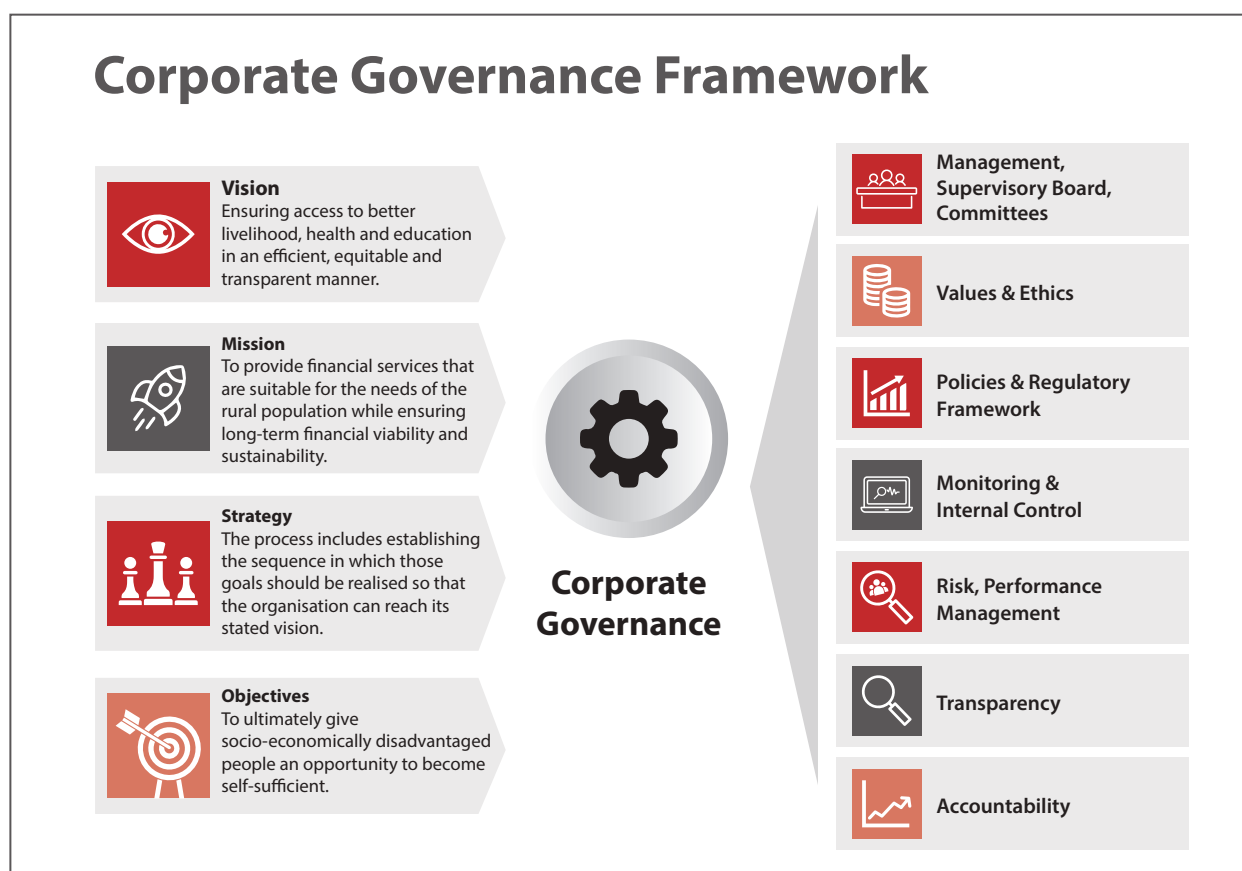 Corporate Governance Framework
Vision
Ensuring access to better
livelihood, health and education
in an efficient, equitable and
transparent manner.
Mission
To provide financial services that
are suitable for the needs of the
rural population while ensuring
long-term financial viability and
sustainability.
Strategy
The process includes establishing
the sequence in which those
goals should be realised so that
the organisation can reach its
stated vision.
Objectives
To ultimately give
socio-economically disadvantaged
people an opportunity to become
self-sufficient.
Corporate
Governance
Management,
Supervisory Board,
Committees
Values & Ethics
Policies & Regulatory
Framework
Monitoring &
Internal Control
Risk, Performance
Management
Transparency
Accountability